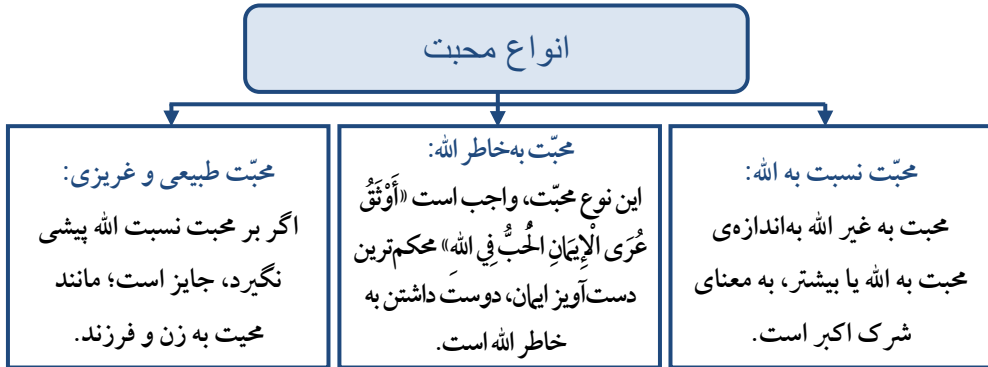 انواع محبت
محبّت نسبت به الله:
محبت به غیر الله به‌اندازه‌ی
محبت به الله یا بیشتر، به معنای
شرک اکبر است.
محبّت به‌خاطر الله:
این نوع محبّت، واجب است «أَوْثَقُ
عُرَى الْإِيمَانِ الْحُبُّ فِي اللهِ» محکم‌ترین
دست‌آویز ایمان، دوست داشتن به
خاطر الله است.
محبّت طبیعی و غریزی:
اگر بر محبت نسبت الله پیشی
نگیرد، جایز است؛ مانند
محیت به زن و فرزند.